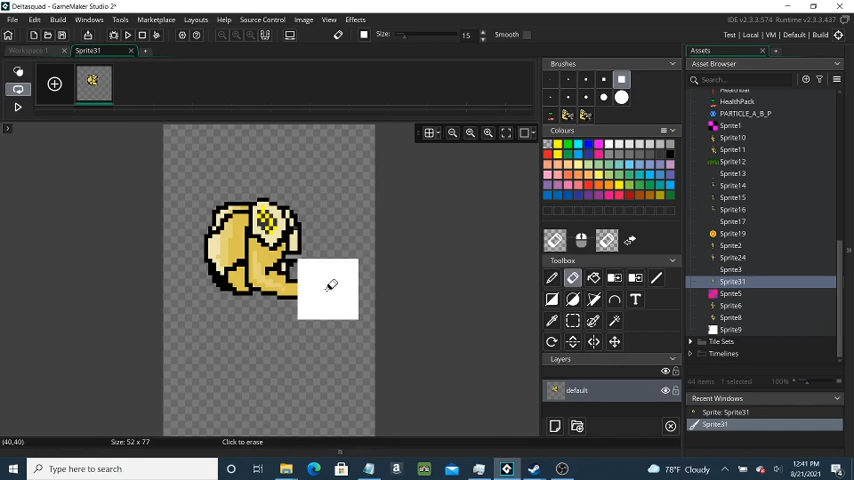 Deltasquad - GameMaker Studio 2*
File Edit Build Windows Tools Marketplace Layouts Help Source Control Image View Effects
IDE v2.3.3.574 Runtime v2.3.3.437
Size: 15 Smooth
Test | Local | VM | Default | Build
Workspace 1 Sprite31
Assets
Asset Browser
Search...
Healthbar
HealthPack
PARTICLE_A_B_P
Sprite1
Sprite10
Sprite11
Sprite12
Sprite13
Sprite14
Sprite15
Sprite16
Sprite17
Sprite19
Sprite2
Sprite24
Sprite3
Sprite31
Sprite5
Sprite6
Sprite8
Sprite9
Tile Sets
Timelines
44 items 1 selected 100%
Recent Windows
Sprite: Sprite31
Sprite31
Brushes
Colours
Toolbox
T
Layers
default
(40,40) Size: 52 x 77 Click to erase
Type here to search
78°F Cloudy
12:41 PM
8/21/2021
4